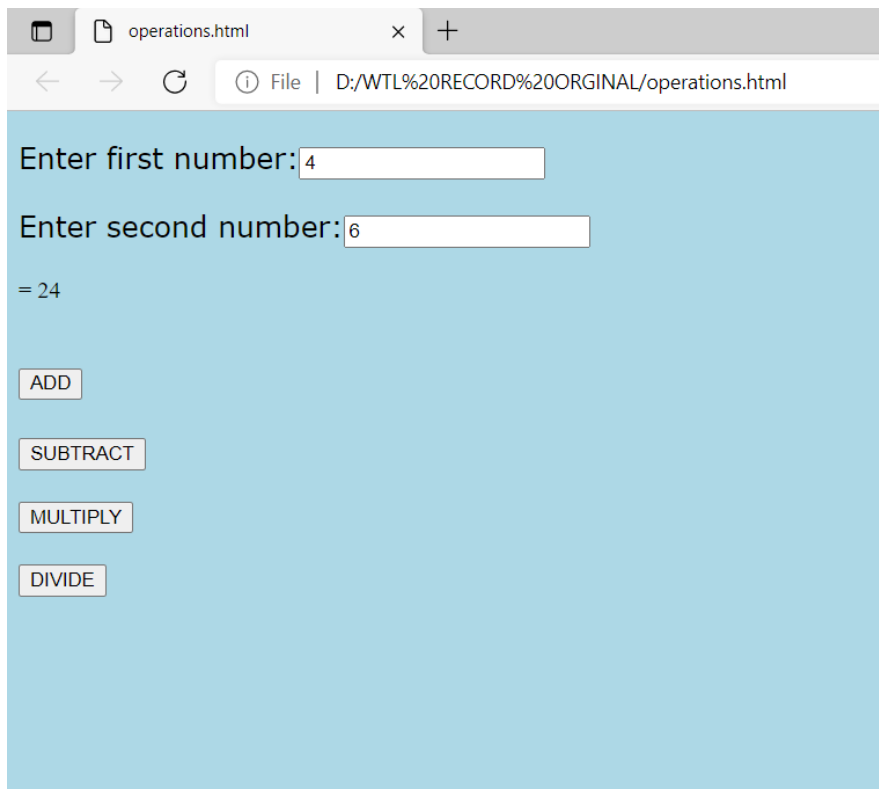 operations.html
File | D:/WTL%20RECORD%20ORGINAL/operations.html
Enter first number: 4
Enter second number: 6
= 24
ADD
SUBTRACT
MULTIPLY
DIVIDE